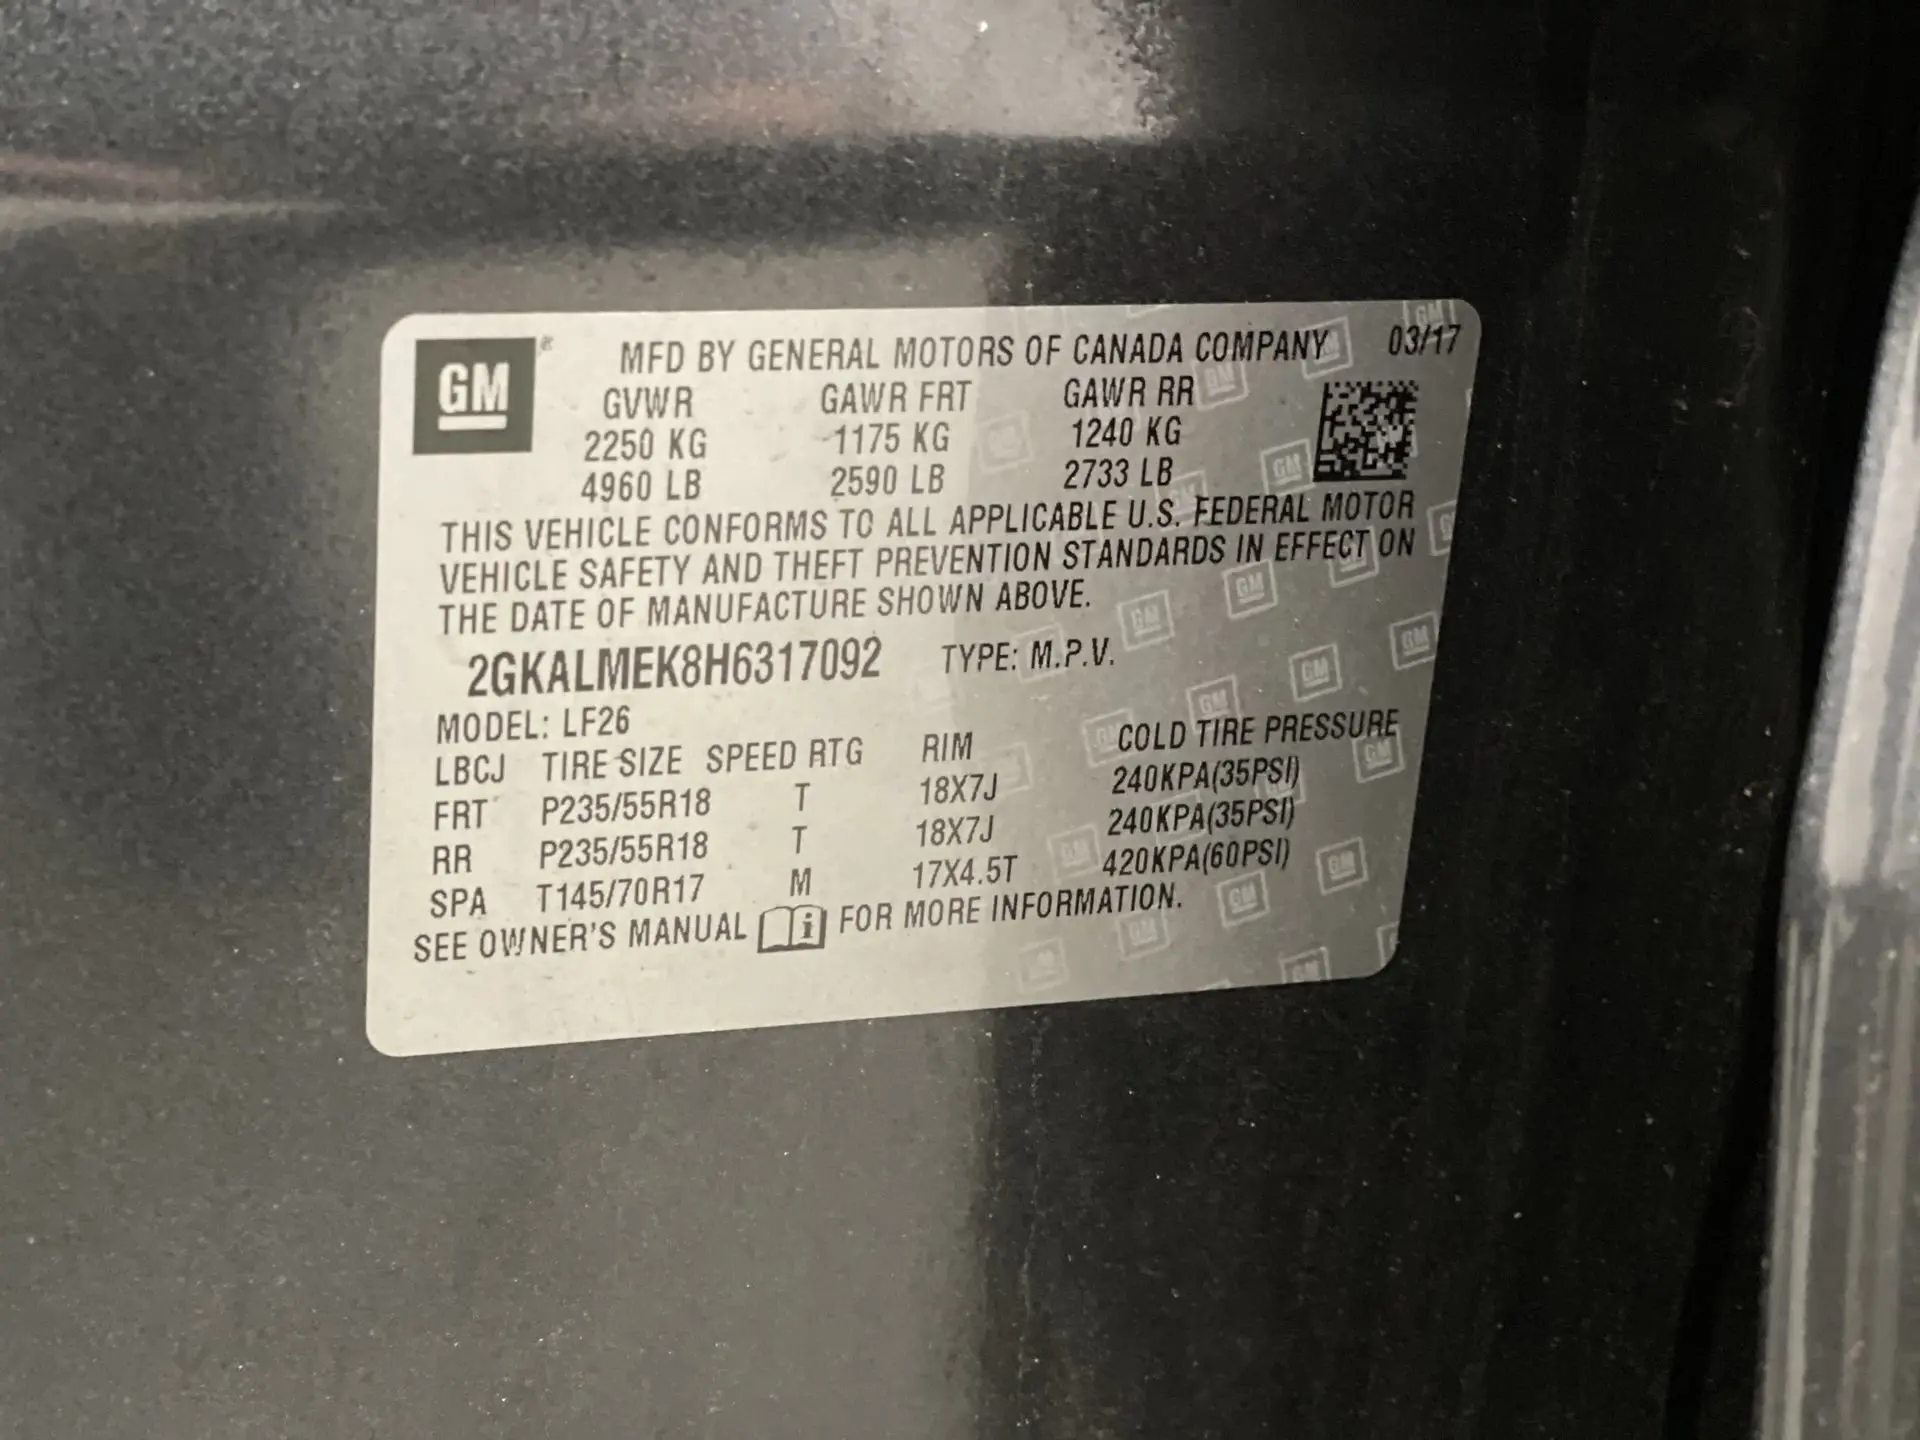 GM ® MFD BY GENERAL MOTORS OF CANADA COMPANY 03/17
GVWR GAWR FRT GAWR RR
2250 KG 1175 KG 1240 KG
4960 LB 2590 LB 2733 LB
THIS VEHICLE CONFORMS TO ALL APPLICABLE U.S. FEDERAL MOTOR
VEHICLE SAFETY AND THEFT PREVENTION STANDARDS IN EFFECT ON
THE DATE OF MANUFACTURE SHOWN ABOVE.
2GKALMEK8H6317092 TYPE: M.P.V.
MODEL: LF26
LBCJ TIRE SIZE SPEED RTG RIM COLD TIRE PRESSURE
FRT P235/55R18 T 18X7J 240KPA(35PSI)
RR P235/55R18 T 18X7J 240KPA(35PSI)
SPA T145/70R17 M 17X4.5T 420KPA(60PSI)
SEE OWNER'S MANUAL i FOR MORE INFORMATION.